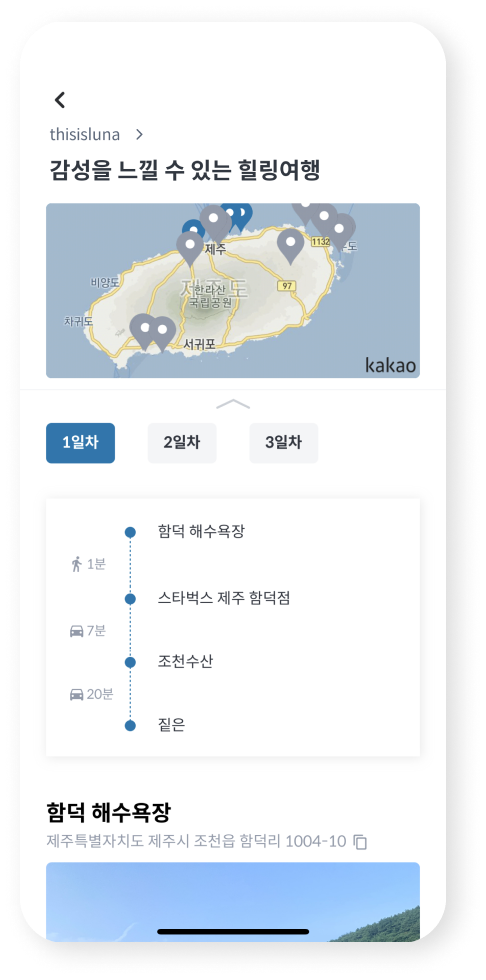 thisisluna
감성을 느낄 수 있는 힐링여행
제주
1132
비양도
제주도
97
한라산
국립공원
차귀도
서귀포
kakao
1일차
2일차
3일차
함덕 해수욕장
1분
스타벅스 제주 함덕점
7분
조천수산
20분
짙은
함덕 해수욕장
제주특별자치도 제주시 조천읍 함덕리 1004-10